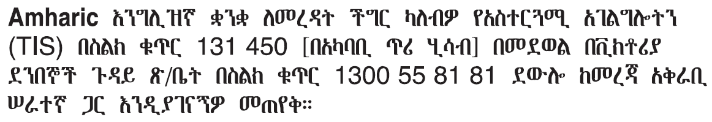 Amharic እንግሊዝኛ ቋንቋ ለመረዳት ችግር ካለብዎ የአስተርጓሚ አገልግሎትን
(TIS) በስልክ ቁጥር 131 450 [በአካባቢ ጥሪ ሂሳብ] በመደወል በቪክቶሪያ
ደንበኞች ጉዳይ ጽ/ቤት በስልክ ቁጥር 1300 55 81 81 ደውሎ ከመረጃ አቅራቢ
ሠራተኛ ጋር እንዲያገናኝዎ መጠየቅ።